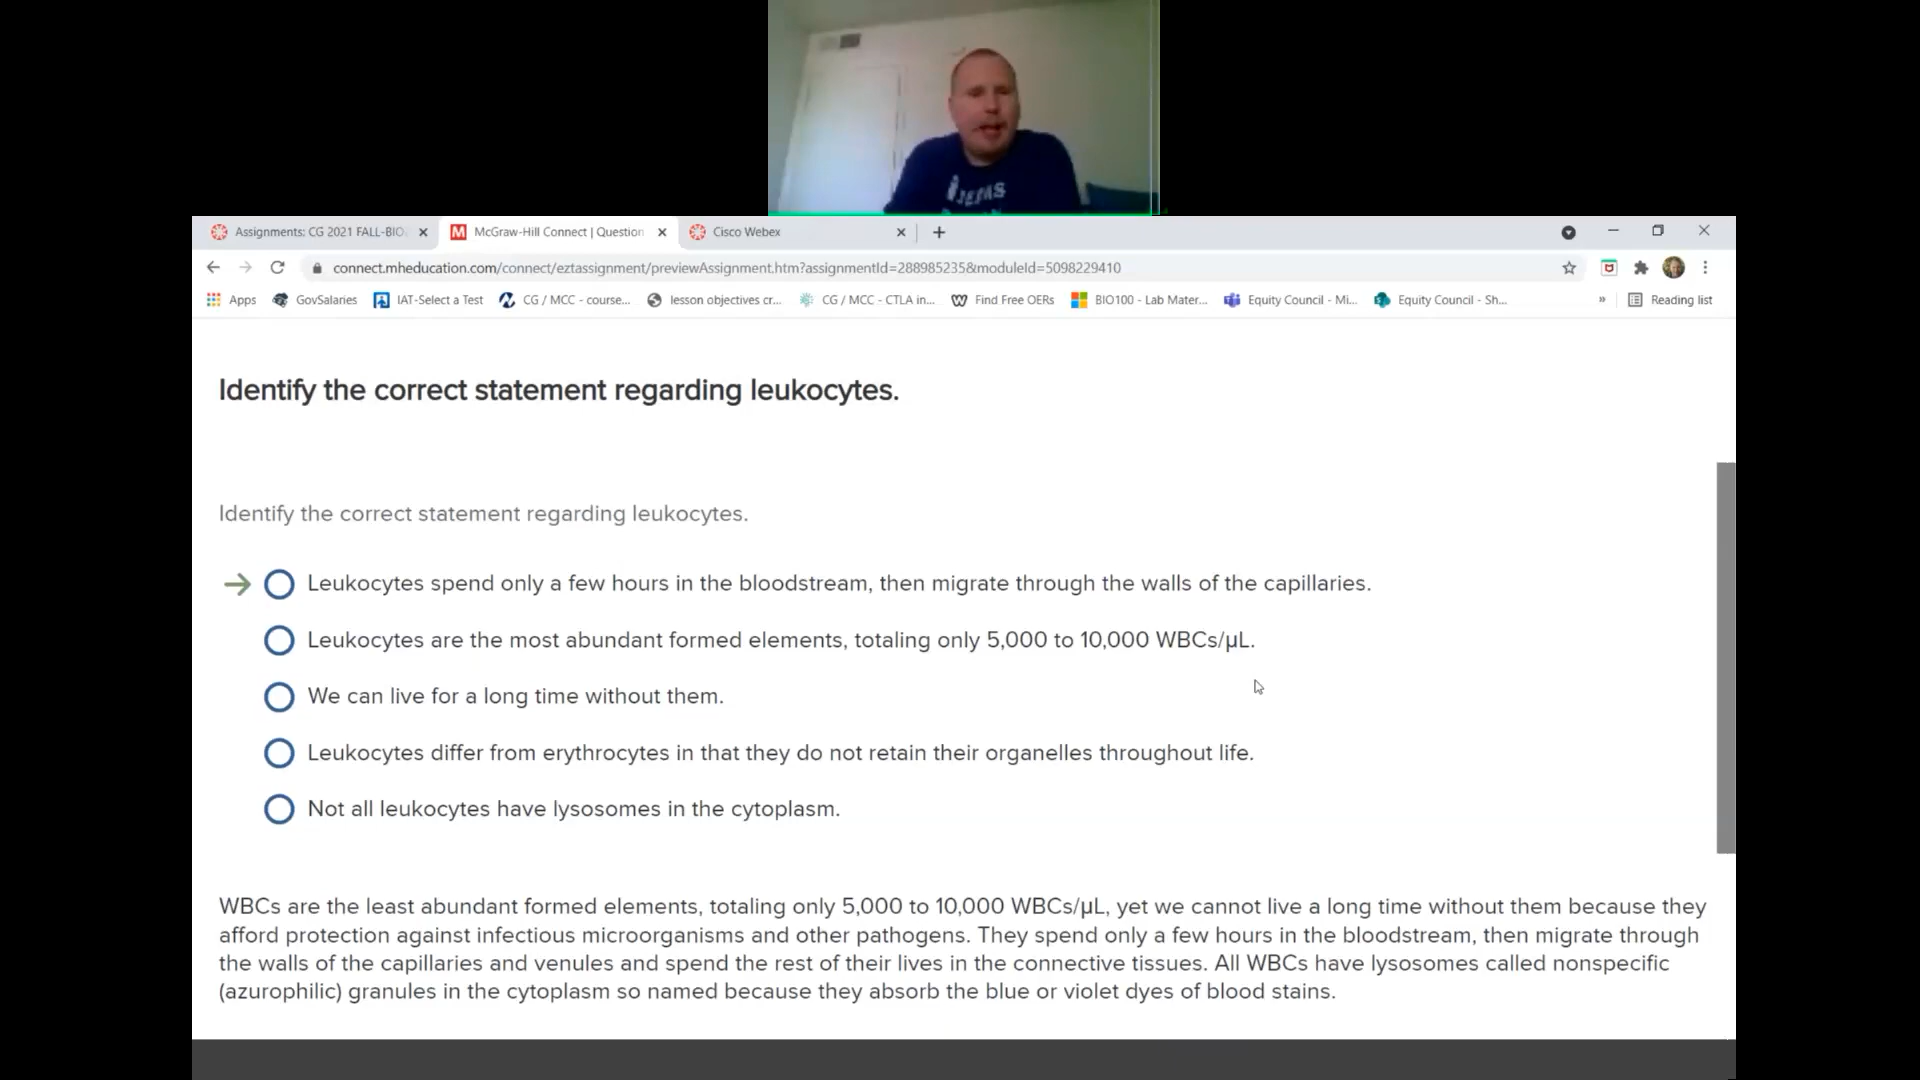 JEEPS
Assignments: CG 2021 FALL-BIO
McGraw-Hill Connect | Question
Cisco Webex
connect.mheducation.com/connect/eztassignment/previewAssignment.htm?assignmentId=288985235&moduleId=5098229410
Apps GovSalaries IAT-Select a Test CG / MCC - course... lesson objectives cr... CG / MCC - CTLA in... Find Free OERs BIO100 - Lab Mater... Equity Council - Mi... Equity Council - Sh... » Reading list
Identify the correct statement regarding leukocytes.
Identify the correct statement regarding leukocytes.
Leukocytes spend only a few hours in the bloodstream, then migrate through the walls of the capillaries.
Leukocytes are the most abundant formed elements, totaling only 5,000 to 10,000 WBCs/μL.
We can live for a long time without them.
Leukocytes differ from erythrocytes in that they do not retain their organelles throughout life.
Not all leukocytes have lysosomes in the cytoplasm.
WBCs are the least abundant formed elements, totaling only 5,000 to 10,000 WBCs/μL, yet we cannot live a long time without them because they
afford protection against infectious microorganisms and other pathogens. They spend only a few hours in the bloodstream, then migrate through
the walls of the capillaries and venules and spend the rest of their lives in the connective tissues. All WBCs have lysosomes called nonspecific
(azurophilic) granules in the cytoplasm so named because they absorb the blue or violet dyes of blood stains.